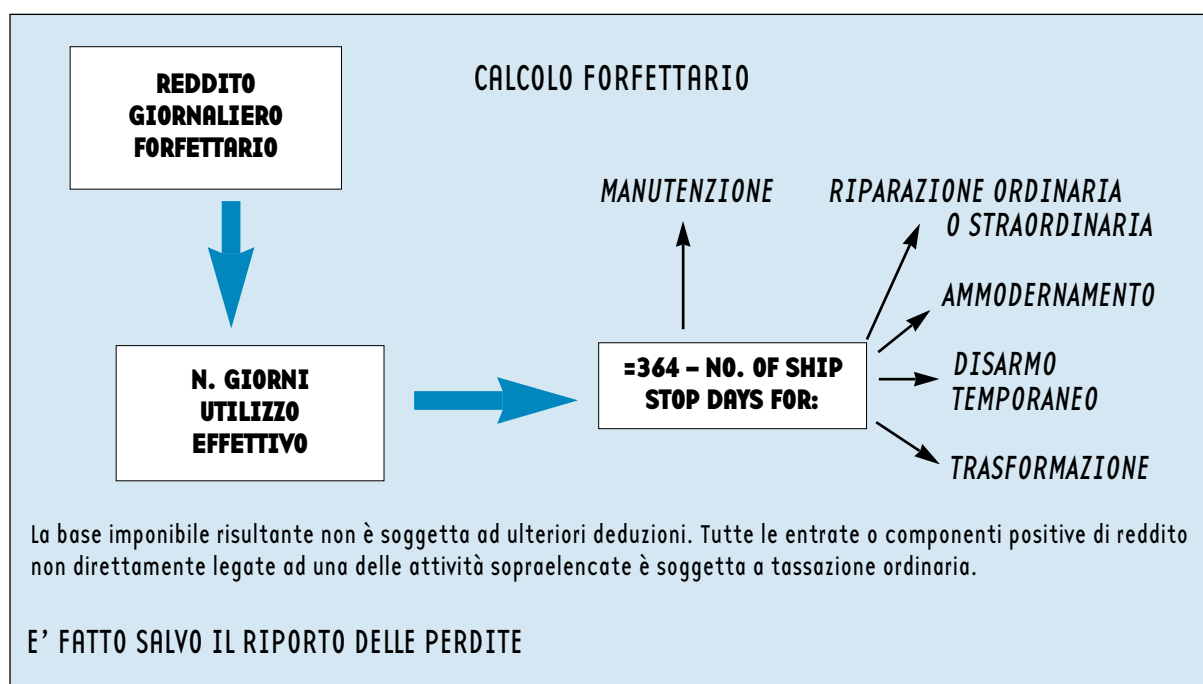 REDDITO
GIORNALIERO
FORFETTARIO
CALCOLO FORFETTARIO
MANUTENZIONE
RIPARAZIONE ORDINARIA
O STRAORDINARIA
AMMODERNAMENTO
N. GIORNI
UTILIZZO
EFFETTIVO
=364 – NO. OF SHIP
STOP DAYS FOR:
DISARMO
TEMPORANEO
TRASFORMAZIONE
La base imponibile risultante non è soggetta ad ulteriori deduzioni. Tutte le entrate o componenti positive di reddito
non direttamente legate ad una delle attività sopraelencate è soggetta a tassazione ordinaria.
E’ FATTO SALVO IL RIPORTO DELLE PERDITE